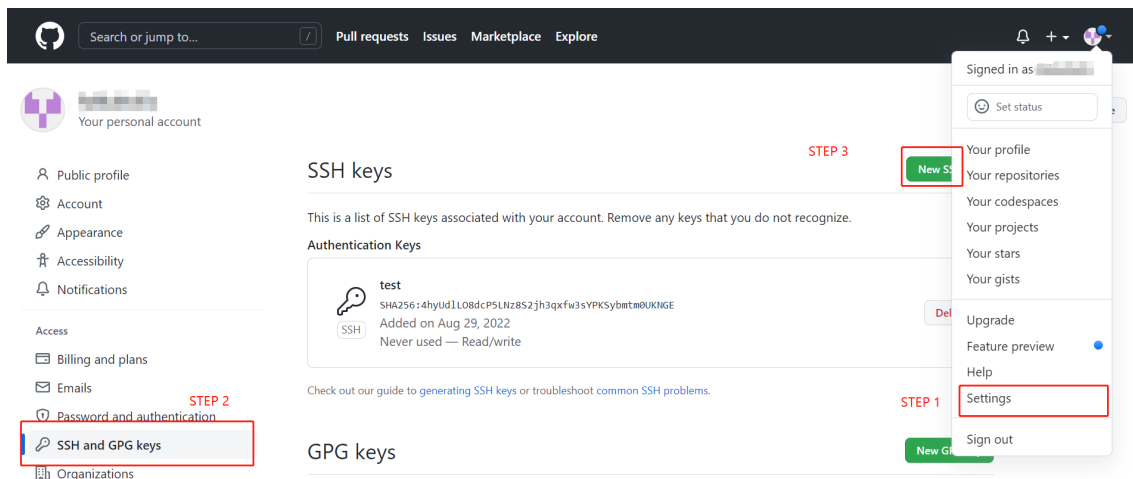 Search or jump to...
/
Pull requests
Issues
Marketplace
Explore
Signed in as
Set status
Your profile
Your repositories
Your codespaces
Your projects
Your stars
Your gists
Upgrade
Feature preview
Help
STEP 1
Settings
Sign out
Your personal account
Public profile
Account
Appearance
Accessibility
Notifications
Access
Billing and plans
Emails
STEP 2
Password and authentication
SSH and GPG keys
Organizations
STEP 3
SSH keys
New SS
This is a list of SSH keys associated with your account. Remove any keys that you do not recognize.
Authentication Keys
test
SHA256:4hyUdlLO8dcP5LNz8S2jh3qxfw3sYPKSybmtm0UKNGE
SSH
Added on Aug 29, 2022
Never used — Read/write
Del
Check out our guide to generating SSH keys or troubleshoot common SSH problems.
GPG keys
New G